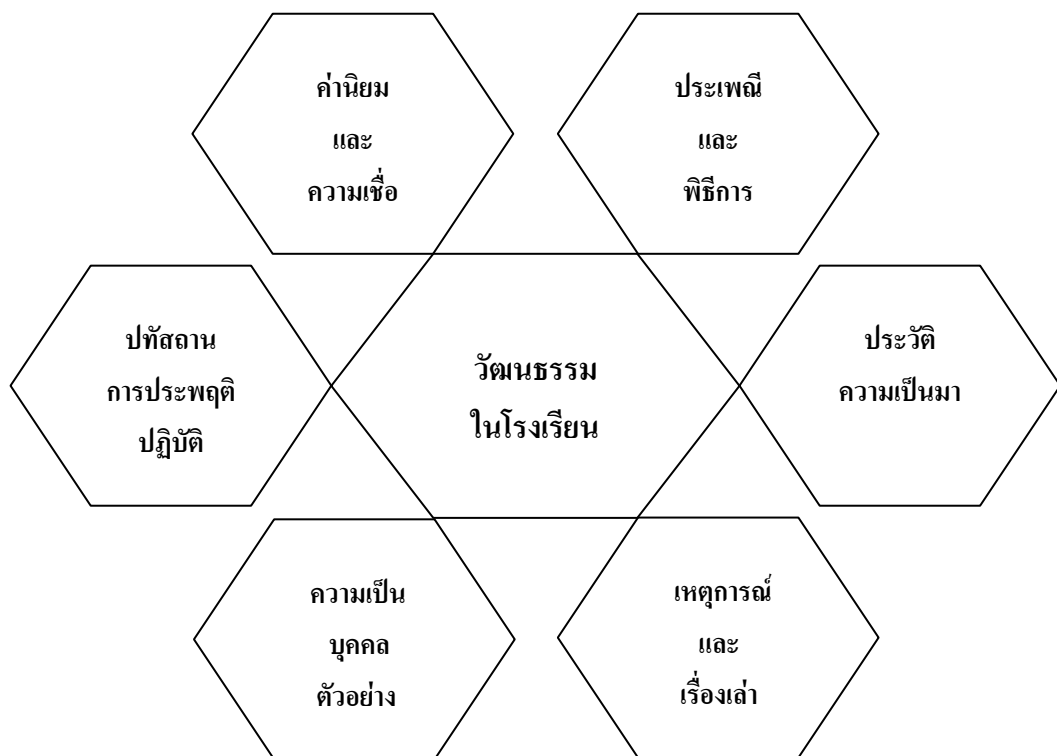 ค่านิยม
และ
ความเชื่อ
ประเพณี
และ
พิธีการ
ปทัสถาน
การประพฤติ
ปฏิบัติ
วัฒนธรรม
ในโรงเรียน
ประวัติ
ความเป็นมา
ความเป็น
บุคคล
ตัวอย่าง
เหตุการณ์
และ
เรื่องเล่า